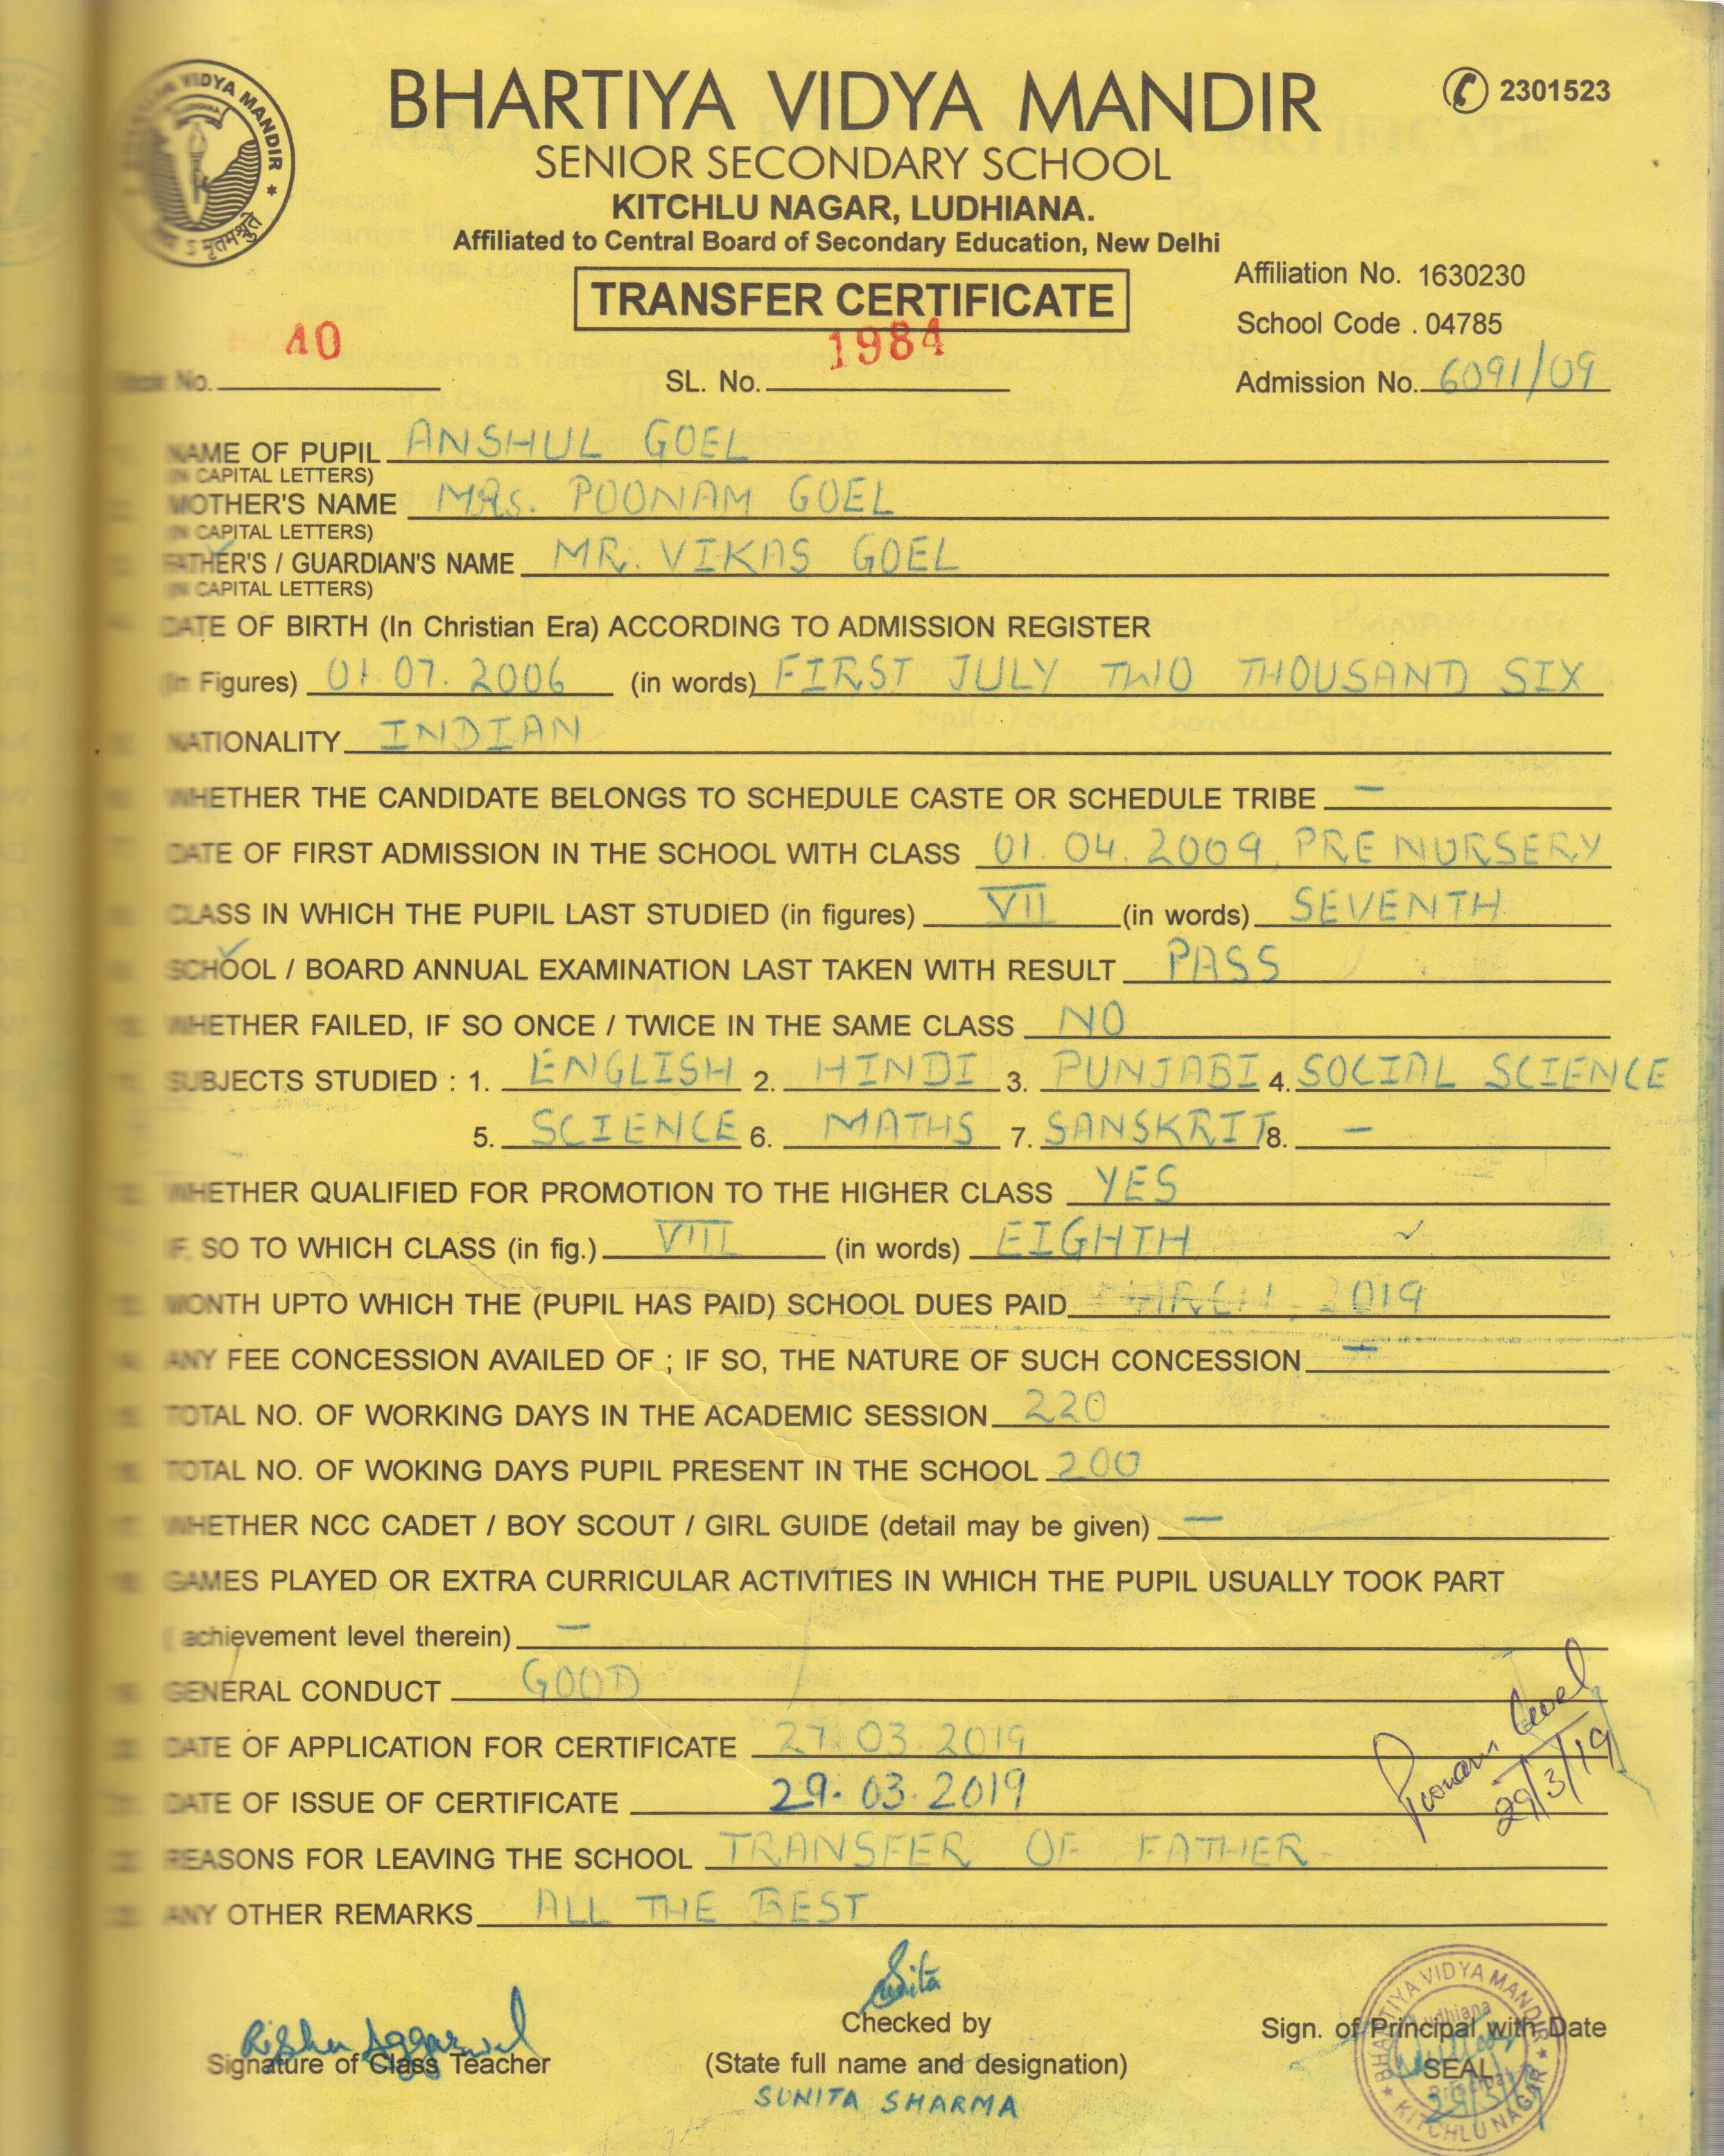 BHARTIYA VIDYA MANDIR
2301523
SENIOR SECONDARY SCHOOL
KITCHLU NAGAR, LUDHIANA.
Affiliated to Central Board of Secondary Education, New Delhi
VIDYA MANDIR
TRANSFER CERTIFICATE
Affiliation No. 1630230
School Code . 04785
No. 40 SL. No. 1984 Admission No. 6091/09
NAME OF PUPIL ANSHUL GOEL
(IN CAPITAL LETTERS)
MOTHER'S NAME MRS. POONAM GOEL
(IN CAPITAL LETTERS)
FATHER'S / GUARDIAN'S NAME MR. VIKAS GOEL
(IN CAPITAL LETTERS)
DATE OF BIRTH (In Christian Era) ACCORDING TO ADMISSION REGISTER
(In Figures) 01.07.2006 (in words) FIRST JULY TWO THOUSAND SIX
NATIONALITY INDIAN
WHETHER THE CANDIDATE BELONGS TO SCHEDULE CASTE OR SCHEDULE TRIBE –
DATE OF FIRST ADMISSION IN THE SCHOOL WITH CLASS 01.04.2009, PRE NURSERY
CLASS IN WHICH THE PUPIL LAST STUDIED (in figures) VII (in words) SEVENTH
SCHOOL / BOARD ANNUAL EXAMINATION LAST TAKEN WITH RESULT PASS
WHETHER FAILED, IF SO ONCE / TWICE IN THE SAME CLASS NO
SUBJECTS STUDIED : 1. ENGLISH 2. HINDI 3. PUNJABI 4. SOCIAL SCIENCE
5. SCIENCE 6. MATHS 7. SANSKRIT 8. –
WHETHER QUALIFIED FOR PROMOTION TO THE HIGHER CLASS YES
IF, SO TO WHICH CLASS (in fig.) VIII (in words) EIGHTH
MONTH UPTO WHICH THE (PUPIL HAS PAID) SCHOOL DUES PAID MARCH, 2019
ANY FEE CONCESSION AVAILED OF ; IF SO, THE NATURE OF SUCH CONCESSION –
TOTAL NO. OF WORKING DAYS IN THE ACADEMIC SESSION 220
TOTAL NO. OF WOKING DAYS PUPIL PRESENT IN THE SCHOOL 200
WHETHER NCC CADET / BOY SCOUT / GIRL GUIDE (detail may be given) –
GAMES PLAYED OR EXTRA CURRICULAR ACTIVITIES IN WHICH THE PUPIL USUALLY TOOK PART
( achievement level therein) –
GENERAL CONDUCT GOOD
DATE OF APPLICATION FOR CERTIFICATE 27.03.2019
DATE OF ISSUE OF CERTIFICATE 29.03.2019
Poonam Goel
29/3/19
REASONS FOR LEAVING THE SCHOOL TRANSFER OF FATHER-
ANY OTHER REMARKS ALL THE BEST
Rishu Aggarwal
Signature of Class Teacher
Sita
Checked by
(State full name and designation)
SUNITA SHARMA
Sign. of Principal with Date
SEAL
BHARTIYA VIDYA MANDIR
Ludhiana
Principal
KITCHLU NAGAR